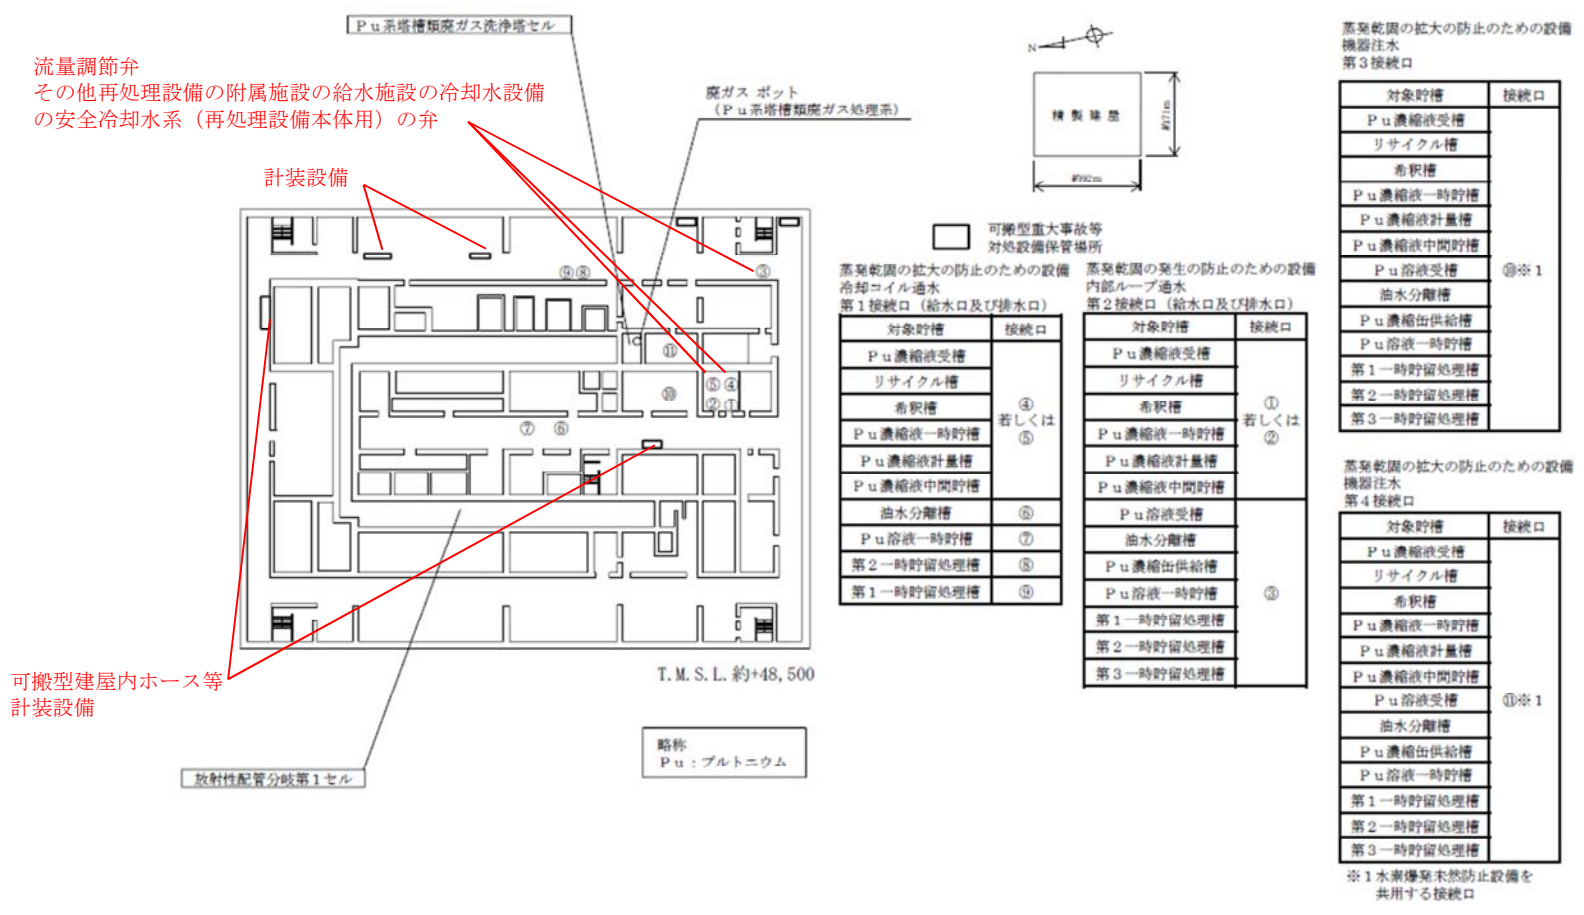 Ｐｕ系塔槽類廃ガス洗浄塔セル
流量調節弁
その他再処理設備の附属施設の給水施設の冷却水設備
の安全冷却水系（再処理設備本体用）の弁
計装設備
廃ガス ポット
（Ｐｕ系塔槽類廃ガス処理系）
N
精製建屋
約71m
約92m
可搬型重大事故等
対処設備保管場所
⑨⑧
③
⑪
⑤④
⑩
②①
⑦ ⑥
T.M.S.L.約+48,500
可搬型建屋内ホース等
計装設備
放射性配管分岐第１セル
略称
Ｐｕ：プルトニウム
蒸発乾固の拡大の防止のための設備
冷却コイル通水
第１接続口（給水口及び排水口）
対象貯槽 接続口
Ｐｕ濃縮液受槽
リサイクル槽
希釈槽
Ｐｕ濃縮液一時貯槽
Ｐｕ濃縮液計量槽
Ｐｕ濃縮液中間貯槽
④
若しくは
⑤
油水分離槽 ⑥
Ｐｕ溶液一時貯槽 ⑦
第２一時貯留処理槽 ⑧
第１一時貯留処理槽 ⑨
蒸発乾固の発生の防止のための設備
内部ループ通水
第２接続口（給水口及び排水口）
対象貯槽 接続口
Ｐｕ濃縮液受槽
リサイクル槽
希釈槽
Ｐｕ濃縮液一時貯槽
Ｐｕ濃縮液計量槽
Ｐｕ濃縮液中間貯槽
①
若しくは
②
Ｐｕ溶液受槽
油水分離槽
Ｐｕ濃縮缶供給槽
Ｐｕ溶液一時貯槽
第１一時貯留処理槽
第２一時貯留処理槽
第３一時貯留処理槽
③
蒸発乾固の拡大の防止のための設備
機器注水
第３接続口
対象貯槽 接続口
Ｐｕ濃縮液受槽
リサイクル槽
希釈槽
Ｐｕ濃縮液一時貯槽
Ｐｕ濃縮液計量槽
Ｐｕ濃縮液中間貯槽
Ｐｕ溶液受槽
油水分離槽
Ｐｕ濃縮缶供給槽
Ｐｕ溶液一時貯槽
第１一時貯留処理槽
第２一時貯留処理槽
第３一時貯留処理槽
⑩※１
蒸発乾固の拡大の防止のための設備
機器注水
第４接続口
対象貯槽 接続口
Ｐｕ濃縮液受槽
リサイクル槽
希釈槽
Ｐｕ濃縮液一時貯槽
Ｐｕ濃縮液計量槽
Ｐｕ濃縮液中間貯槽
Ｐｕ溶液受槽
油水分離槽
Ｐｕ濃縮缶供給槽
Ｐｕ溶液一時貯槽
第１一時貯留処理槽
第２一時貯留処理槽
第３一時貯留処理槽
⑪※１
※１水素爆発未然防止設備を
共用する接続口